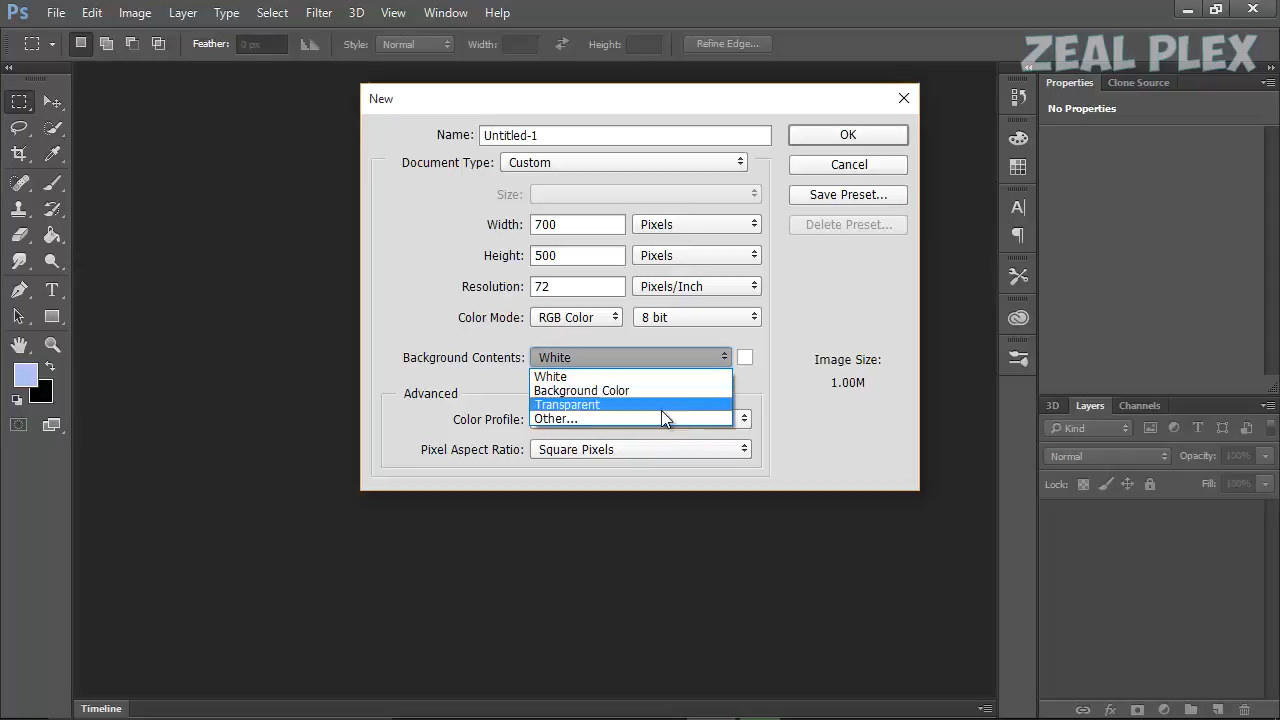 Ps File Edit Image Layer Type Select Filter 3D View Window Help
Feather: 0 px Style: Normal Width: Height: Refine Edge...
ZEAL PLEX
Properties Clone Source
No Properties
New
Name: Untitled-1 OK
Document Type: Custom Cancel
Size: Save Preset...
Width: 700 Pixels Delete Preset...
Height: 500 Pixels
Resolution: 72 Pixels/Inch
Color Mode: RGB Color 8 bit
Background Contents: White Image Size:
1.00M
White
Background Color
Transparent
Other...
Advanced
Color Profile:
Pixel Aspect Ratio: Square Pixels
3D Layers Channels
Kind
Normal Opacity: 100%
Lock: Fill: 100%
Timeline